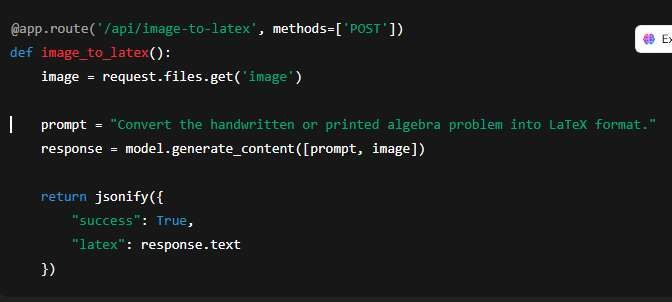 @app.route('/api/image-to-latex', methods=['POST'])
def image_to_latex():
    image = request.files.get('image')
    prompt = "Convert the handwritten or printed algebra problem into LaTeX format."
    response = model.generate_content([prompt, image])
    return jsonify({
        "success": True,
        "latex": response.text
    })